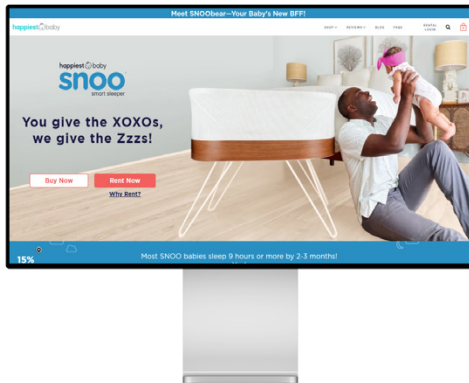 Meet SNOObear—Your Baby's New BFF!
happiest baby
SHOP
REVIEWS
BLOG
FAQs
RENTAL
LOGIN
happiest baby
snoo
smart sleeper
You give the XOXOs,
we give the Zzzs!
Buy Now
Rent Now
Why Rent?
15%
Most SNOO babies sleep 9 hours or more by 2-3 months!